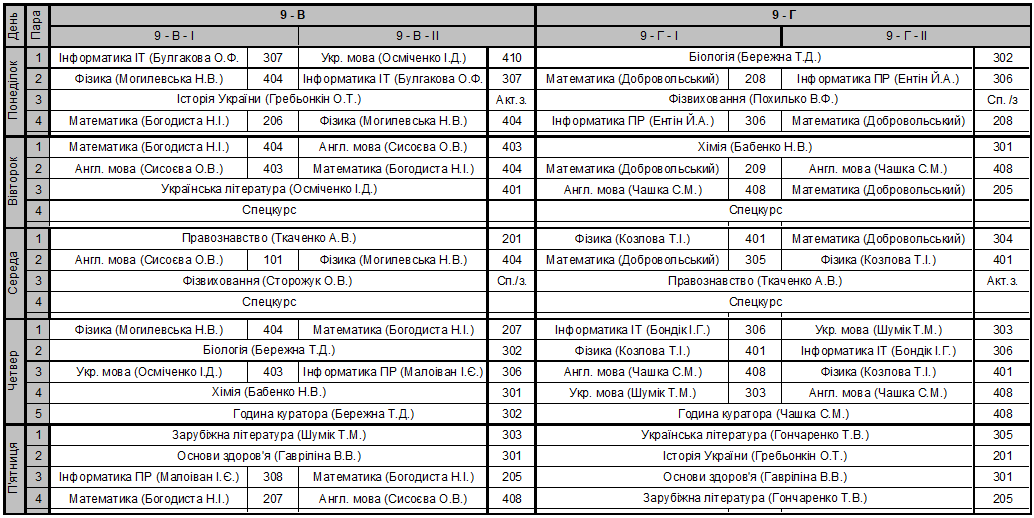 День Пара 9 - В 9 - Г
9 - В - І 9 - В - ІІ 9 - Г - І 9 - Г - ІІ
Понеділок
1 Інформатика ІТ (Булгакова О.Ф. 307 Укр. мова (Осміченко І.Д.) 410 Біологія (Бережна Т.Д.) 302
2 Фізика (Могилевська Н.В.) 404 Інформатика ІТ (Булгакова О.Ф. 307 Математика (Добровольський) 208 Інформатика ПР (Ентін Й.А.) 306
3 Історія України (Гребьонкін О.Т.) Акт.з. Фізвиховання (Похилько В.Ф.) Сп. /з
4 Математика (Богодиста Н.І.) 206 Фізика (Могилевська Н.В.) 404 Інформатика ПР (Ентін Й.А.) 306 Математика (Добровольський) 208
Вівторок
1 Математика (Богодиста Н.І.) 404 Англ. мова (Сисоєва О.В.) 403 Хімія (Бабенко Н.В.) 301
2 Англ. мова (Сисоєва О.В.) 403 Математика (Богодиста Н.І.) 404 Математика (Добровольський) 209 Англ. мова (Чашка С.М.) 408
3 Українська література (Осміченко І.Д.) 401 Англ. мова (Чашка С.М.) 408 Математика (Добровольський) 205
4 Спецкурс Спецкурс
Середа
1 Правознавство (Ткаченко А.В.) 201 Фізика (Козлова Т.І.) 401 Математика (Добровольський) 304
2 Англ. мова (Сисоєва О.В.) 101 Фізика (Могилевська Н.В.) 404 Математика (Добровольський) 305 Фізика (Козлова Т.І.) 401
3 Фізвиховання (Сторожук О.В.) Сп./з. Правознавство (Ткаченко А.В.) Акт.з.
4 Спецкурс Спецкурс
Четвер
1 Фізика (Могилевська Н.В.) 404 Математика (Богодиста Н.І.) 207 Інформатика ІТ (Бондік І.Г.) 306 Укр. мова (Шумік Т.М.) 303
2 Біологія (Бережна Т.Д.) 302 Фізика (Козлова Т.І.) 401 Інформатика ІТ (Бондік І.Г.) 306
3 Укр. мова (Осміченко І.Д.) 403 Інформатика ПР (Малоіван І.Є.) 306 Англ. мова (Чашка С.М.) 408 Фізика (Козлова Т.І.) 401
4 Хімія (Бабенко Н.В.) 301 Укр. мова (Шумік Т.М.) 303 Англ. мова (Чашка С.М.) 408
5 Година куратора (Бережна Т.Д.) 302 Година куратора (Чашка С.М.) 408
П'ятниця
1 Зарубіжна література (Шумік Т.М.) 303 Українська література (Гончаренко Т.В.) 305
2 Основи здоров'я (Гавріліна В.В.) 301 Історія України (Гребьонкін О.Т.) 201
3 Інформатика ПР (Малоіван І.Є.) 308 Математика (Богодиста Н.І.) 205 Основи здоров'я (Гавріліна В.В.) 301
4 Математика (Богодиста Н.І.) 207 Англ. мова (Сисоєва О.В.) 408 Зарубіжна література (Гончаренко Т.В.) 205